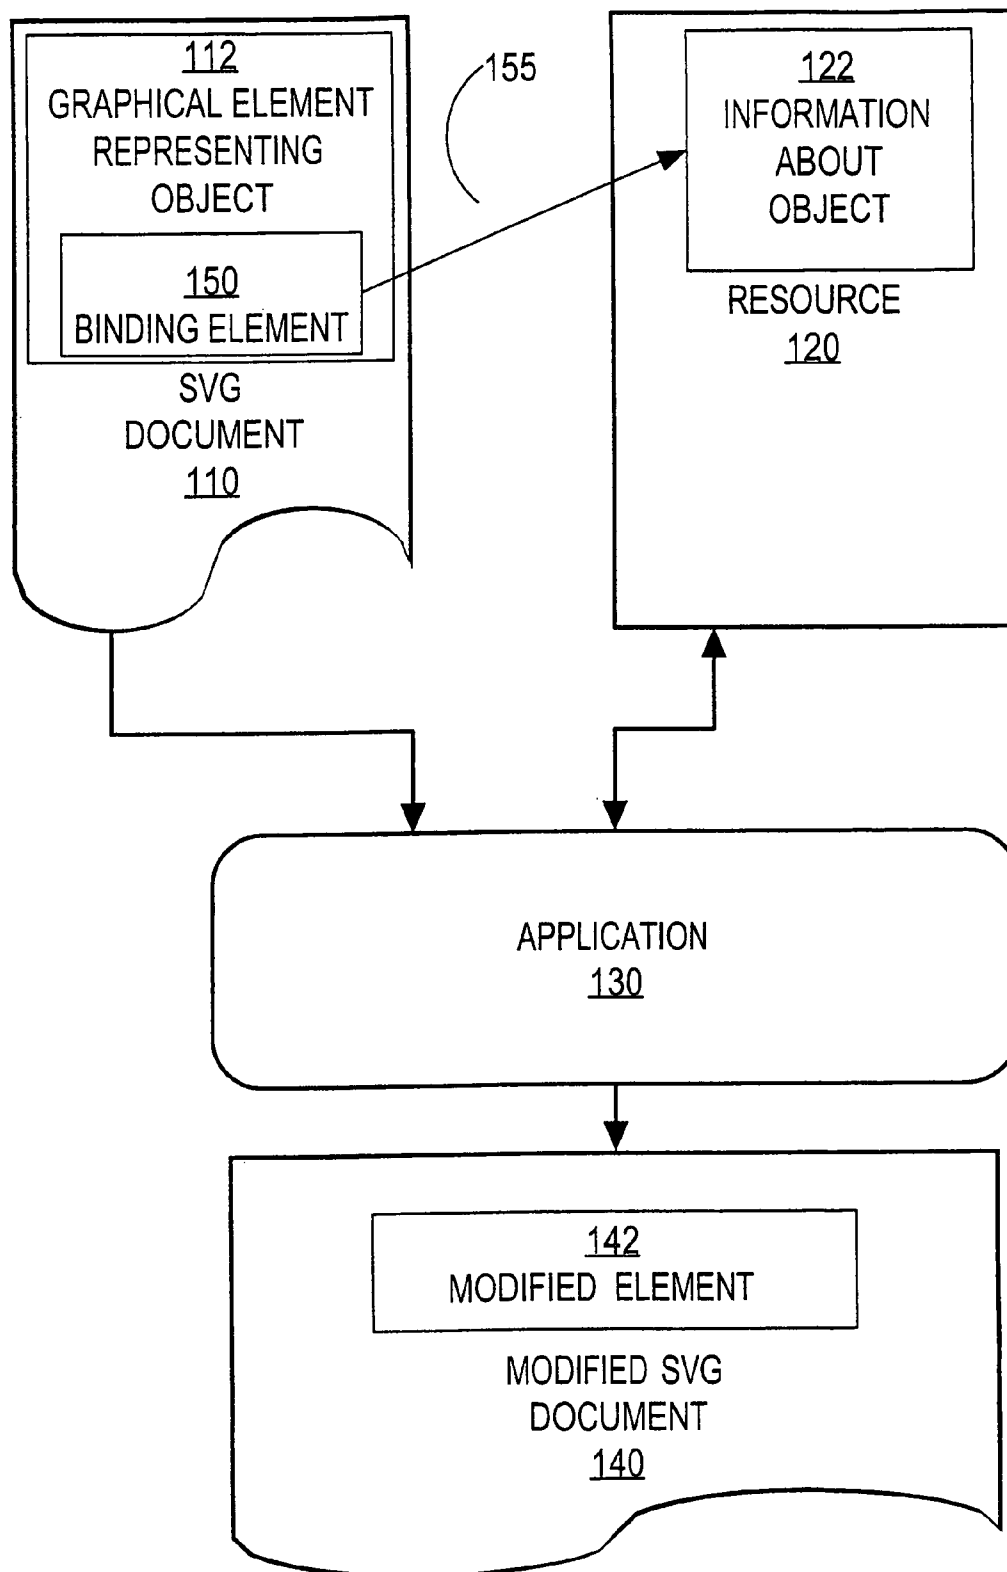 112
GRAPHICAL ELEMENT
REPRESENTING
OBJECT
150
BINDING ELEMENT
SVG
DOCUMENT
110
155
122
INFORMATION
ABOUT
OBJECT
RESOURCE
120
APPLICATION
130
142
MODIFIED ELEMENT
MODIFIED SVG
DOCUMENT
140